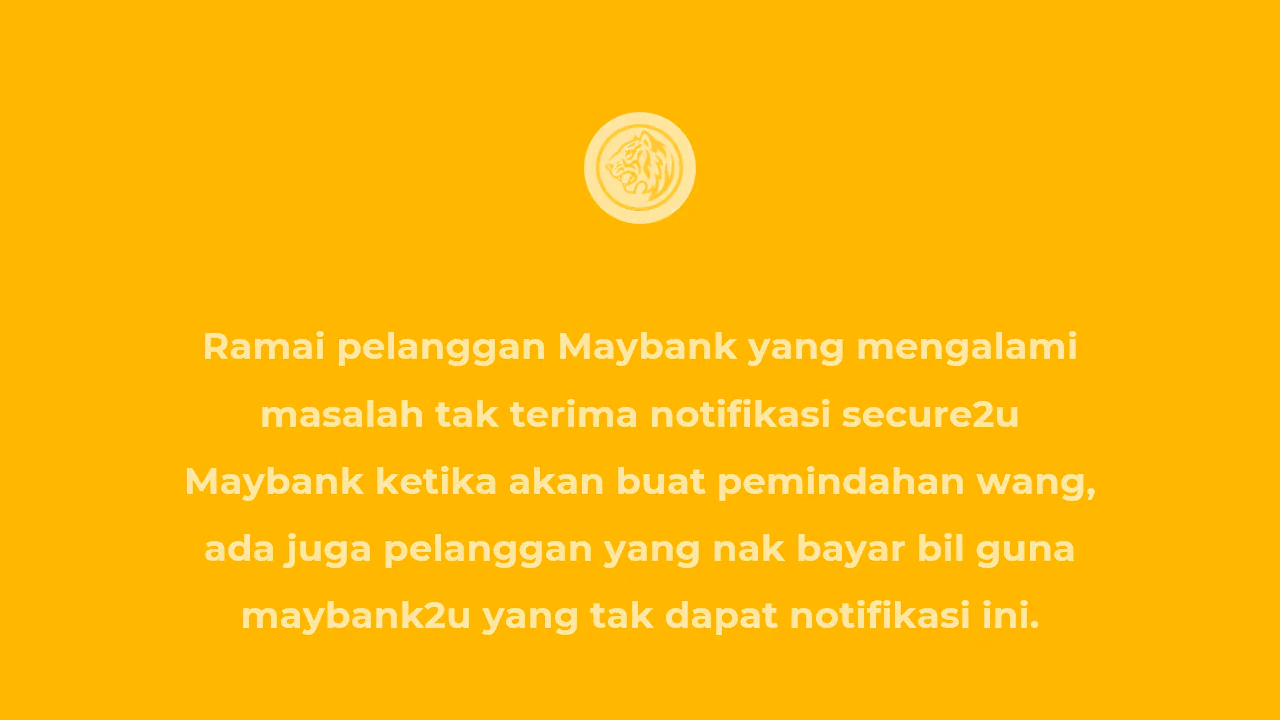 Ramai pelanggan Maybank yang mengalami
masalah tak terima notifikasi secure2u
Maybank ketika akan buat pemindahan wang,
ada juga pelanggan yang nak bayar bil guna
maybank2u yang tak dapat notifikasi ini.